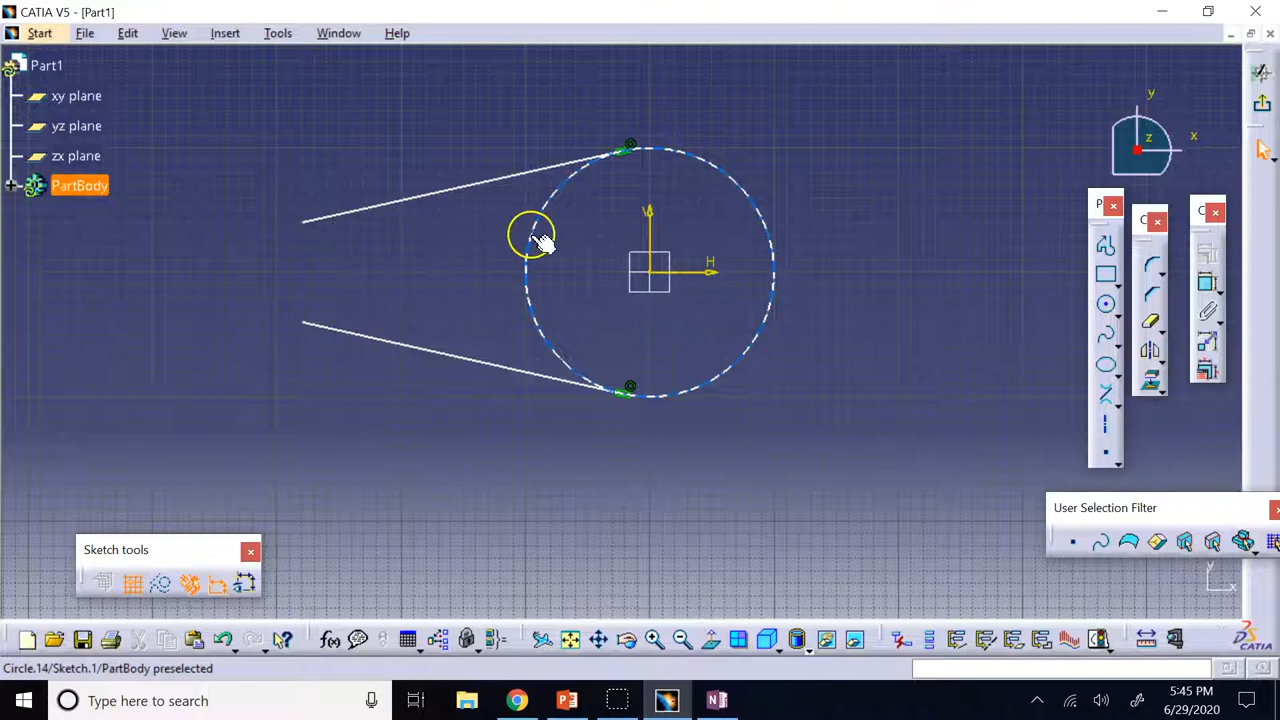 CATIA V5 - [Part1]
Start File Edit View Insert Tools Window Help
Part1
xy plane
yz plane
zx plane
PartBody
y
x
z
V
H
P
C
C
User Selection Filter
Sketch tools
y
x
f(x)
CATIA
Circle.14/Sketch.1/PartBody preselected
Type here to search
5:45 PM
6/29/2020